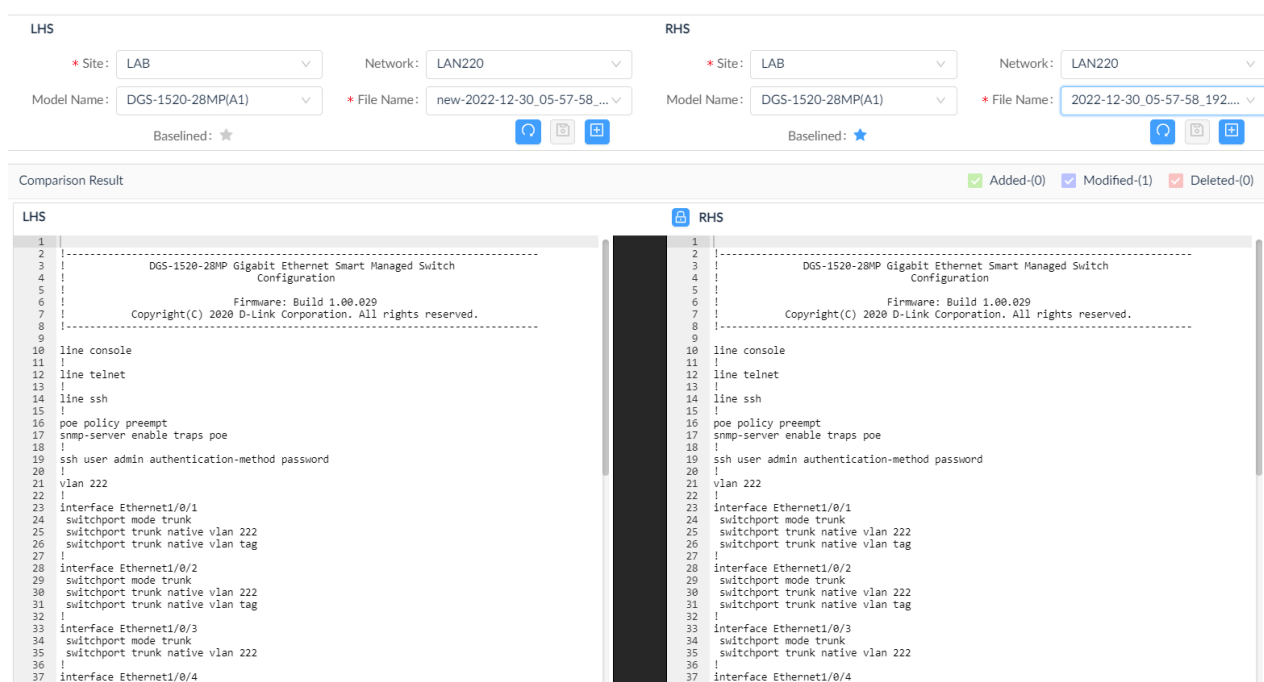 LHS
RHS
* Site: LAB
Network: LAN220
* Site: LAB
Network: LAN220
Model Name: DGS-1520-28MP(A1)
* File Name: new-2022-12-30_05-57-58_...
Model Name: DGS-1520-28MP(A1)
* File Name: 2022-12-30_05-57-58_192....
Baselined:
Baselined:
Comparison Result
Added-(0)
Modified-(1)
Deleted-(0)
LHS
1
2 !------------------------------------------------------------------------------
3 ! DGS-1520-28MP Gigabit Ethernet Smart Managed Switch
4 ! Configuration
5 !
6 ! Firmware: Build 1.00.029
7 ! Copyright(C) 2020 D-Link Corporation. All rights reserved.
8 !------------------------------------------------------------------------------
9
10 line console
11 !
12 line telnet
13 !
14 line ssh
15 !
16 poe policy preempt
17 snmp-server enable traps poe
18 !
19 ssh user admin authentication-method password
20 !
21 vlan 222
22 !
23 interface Ethernet1/0/1
24 switchport mode trunk
25 switchport trunk native vlan 222
26 switchport trunk native vlan tag
27 !
28 interface Ethernet1/0/2
29 switchport mode trunk
30 switchport trunk native vlan 222
31 switchport trunk native vlan tag
32 !
33 interface Ethernet1/0/3
34 switchport mode trunk
35 switchport trunk native vlan 222
36 !
37 interface Ethernet1/0/4
RHS
1
2 !------------------------------------------------------------------------------
3 ! DGS-1520-28MP Gigabit Ethernet Smart Managed Switch
4 ! Configuration
5 !
6 ! Firmware: Build 1.00.029
7 ! Copyright(C) 2020 D-Link Corporation. All rights reserved.
8 !------------------------------------------------------------------------------
9
10 line console
11 !
12 line telnet
13 !
14 line ssh
15 !
16 poe policy preempt
17 snmp-server enable traps poe
18 !
19 ssh user admin authentication-method password
20 !
21 vlan 222
22 !
23 interface Ethernet1/0/1
24 switchport mode trunk
25 switchport trunk native vlan 222
26 switchport trunk native vlan tag
27 !
28 interface Ethernet1/0/2
29 switchport mode trunk
30 switchport trunk native vlan 222
31 switchport trunk native vlan tag
32 !
33 interface Ethernet1/0/3
34 switchport mode trunk
35 switchport trunk native vlan 222
36 !
37 interface Ethernet1/0/4